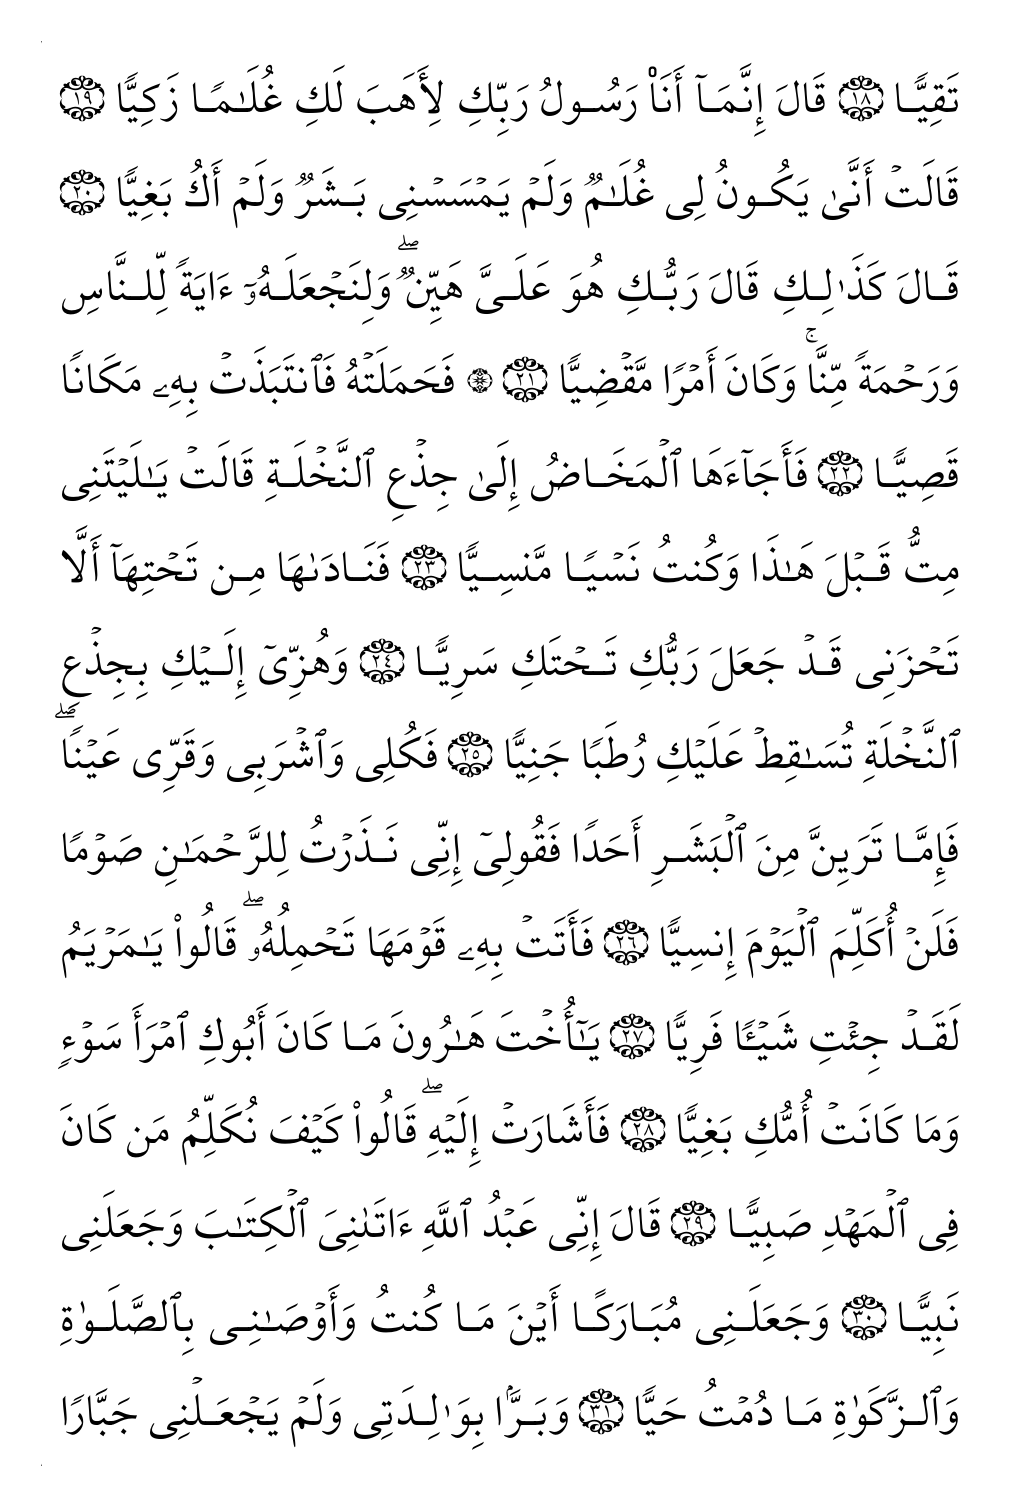 تَقِيًّا ١٨ قَالَ إِنَّمَآ أَنَا۠ رَسُولُ رَبِّكِ لِأَهَبَ لَكِ غُلَٰمًا زَكِيًّا ١٩
قَالَتْ أَنَّىٰ يَكُونُ لِى غُلَٰمٌ وَلَمْ يَمْسَسْنِى بَشَرٌ وَلَمْ أَكُ بَغِيًّا ٢٠
قَالَ كَذَٰلِكِ قَالَ رَبُّكِ هُوَ عَلَىَّ هَيِّنٌ ۖ وَلِنَجْعَلَهُۥٓ ءَايَةً لِّلنَّاسِ
وَرَحْمَةً مِّنَّا ۚ وَكَانَ أَمْرًا مَّقْضِيًّا ٢١ ۞ فَحَمَلَتْهُ فَٱنتَبَذَتْ بِهِۦ مَكَانًا
قَصِيًّا ٢٢ فَأَجَآءَهَا ٱلْمَخَاضُ إِلَىٰ جِذْعِ ٱلنَّخْلَةِ قَالَتْ يَٰلَيْتَنِى
مِتُّ قَبْلَ هَٰذَا وَكُنتُ نَسْيًا مَّنسِيًّا ٢٣ فَنَادَىٰهَا مِن تَحْتِهَآ أَلَّا
تَحْزَنِى قَدْ جَعَلَ رَبُّكِ تَحْتَكِ سَرِيًّا ٢٤ وَهُزِّىٓ إِلَيْكِ بِجِذْعِ
ٱلنَّخْلَةِ تُسَٰقِطْ عَلَيْكِ رُطَبًا جَنِيًّا ٢٥ فَكُلِى وَٱشْرَبِى وَقَرِّى عَيْنًا ۖ
فَإِمَّا تَرَيِنَّ مِنَ ٱلْبَشَرِ أَحَدًا فَقُولِىٓ إِنِّى نَذَرْتُ لِلرَّحْمَٰنِ صَوْمًا
فَلَنْ أُكَلِّمَ ٱلْيَوْمَ إِنسِيًّا ٢٦ فَأَتَتْ بِهِۦ قَوْمَهَا تَحْمِلُهُۥ ۖ قَالُوا۟ يَٰمَرْيَمُ
لَقَدْ جِئْتِ شَيْـًٔا فَرِيًّا ٢٧ يَٰٓأُخْتَ هَٰرُونَ مَا كَانَ أَبُوكِ ٱمْرَأَ سَوْءٍ
وَمَا كَانَتْ أُمُّكِ بَغِيًّا ٢٨ فَأَشَارَتْ إِلَيْهِ ۖ قَالُوا۟ كَيْفَ نُكَلِّمُ مَن كَانَ
فِى ٱلْمَهْدِ صَبِيًّا ٢٩ قَالَ إِنِّى عَبْدُ ٱللَّهِ ءَاتَىٰنِىَ ٱلْكِتَٰبَ وَجَعَلَنِى
نَبِيًّا ٣٠ وَجَعَلَنِى مُبَارَكًا أَيْنَ مَا كُنتُ وَأَوْصَٰنِى بِٱلصَّلَوٰةِ
وَٱلزَّكَوٰةِ مَا دُمْتُ حَيًّا ٣١ وَبَرًّۢا بِوَٰلِدَتِى وَلَمْ يَجْعَلْنِى جَبَّارًا